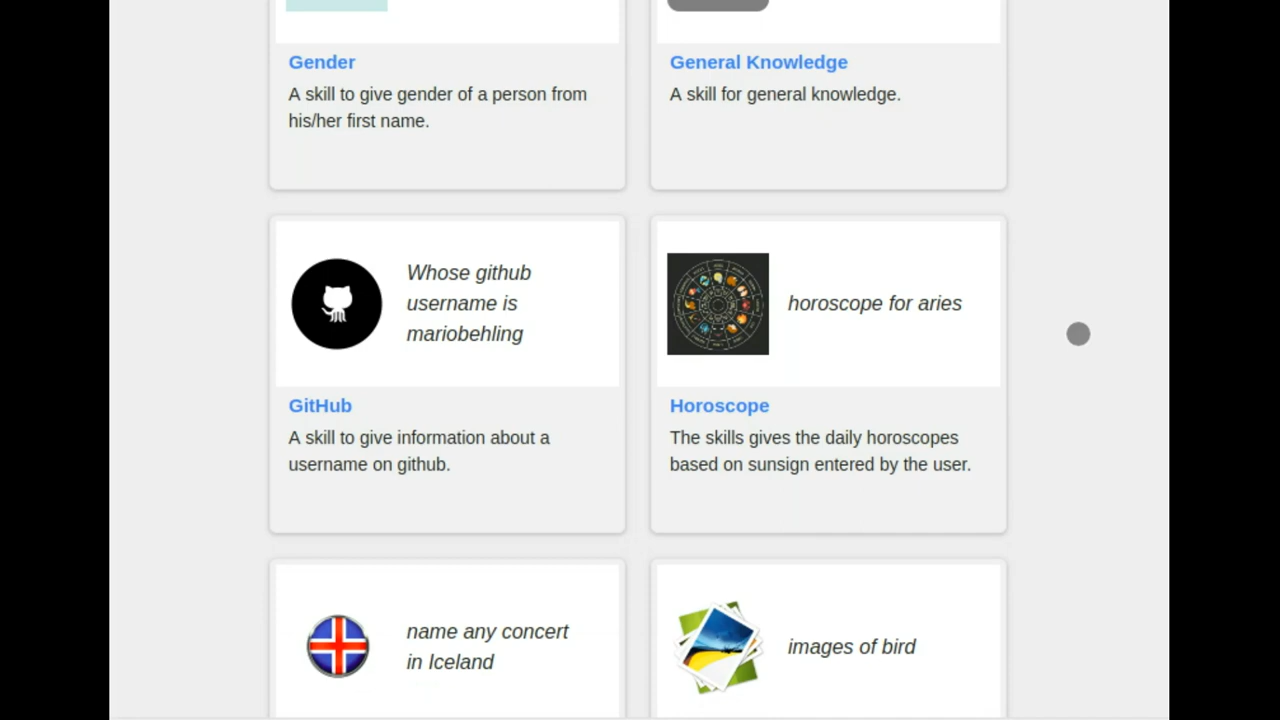 Gender
A skill to give gender of a person from
his/her first name.
General Knowledge
A skill for general knowledge.
Whose github
username is
mariobehling
GitHub
A skill to give information about a
username on github.
horoscope for aries
Horoscope
The skills gives the daily horoscopes
based on sunsign entered by the user.
name any concert
in Iceland
images of bird